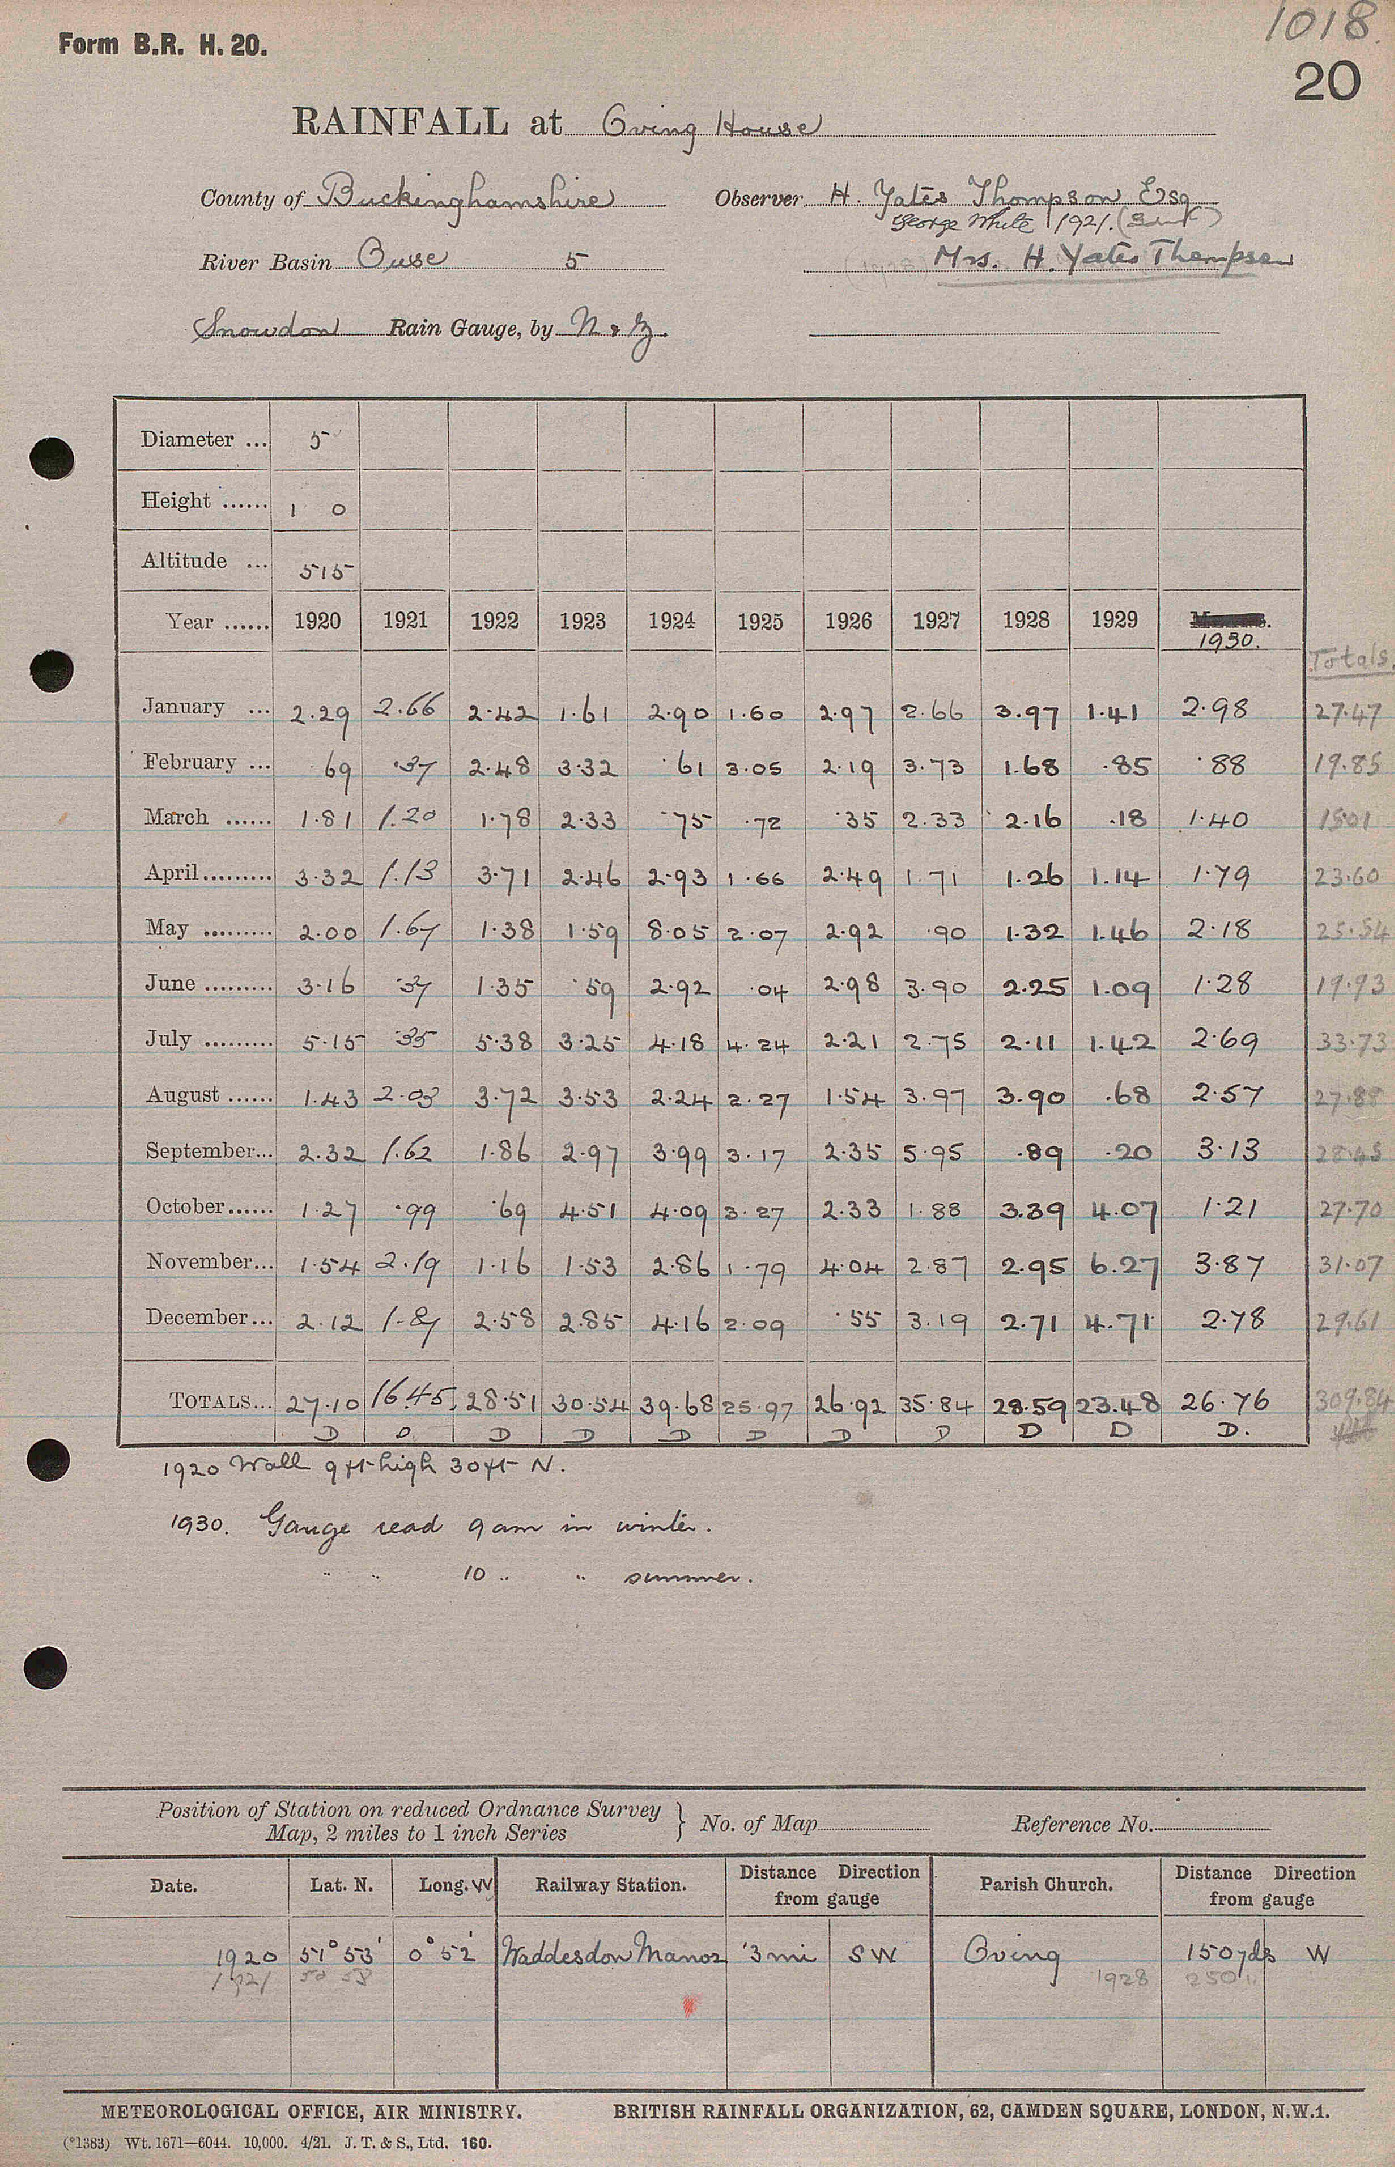 1018
Form B.R. H. 20.
20
RAINFALL at Oving House
County of Buckinghamshire Observer H. Yates Thompson Esq
George White 1921.
River Basin Ouse 5 (1928) Mrs. H. Yates Thompson
Snowdon Rain Gauge, by N & Z.
Diameter ... 5
Height ...... 1 0
Altitude ... 515
Year ...... 1920 1921 1922 1923 1924 1925 1926 1927 1928 1929 1930.
Totals.
January ... 2.29 2.66 2.42 1.61 2.90 1.60 2.97 2.66 3.97 1.41 2.98 27.47
February ... 69 .37 2.48 3.32 .61 3.05 2.19 3.73 1.68 .85 .88 19.85
March ...... 1.81 1.20 1.78 2.33 .75 .72 .35 2.33 2.16 .18 1.40 1501
April......... 3.32 1.13 3.71 2.46 2.93 1.66 2.49 1.71 1.26 1.14 1.79 23.60
May ......... 2.00 1.67 1.38 1.59 8.05 2.07 2.92 .90 1.32 1.46 2.18 25.54
June ......... 3.16 .37 1.35 .59 2.92 .04 2.98 3.90 2.25 1.09 1.28 19.93
July ......... 5.15 .35 5.38 3.25 4.18 4.24 2.21 2.75 2.11 1.42 2.69 33.73
August ...... 1.43 2.03 3.72 3.53 2.24 2.27 1.54 3.97 3.90 .68 2.57 27.88
September... 2.32 1.62 1.86 2.97 3.99 3.17 2.35 5.95 .89 .20 3.13 28.45
October...... 1.27 .99 .69 4.51 4.09 3.27 2.33 1.88 3.39 4.07 1.21 27.70
November... 1.54 2.19 1.16 1.53 2.86 1.79 4.04 2.87 2.95 6.27 3.87 31.07
December... 2.12 1.87 2.58 2.85 4.16 2.09 .55 3.19 2.71 4.71 2.78 29.61
TOTALS... 27.10 16.45. 28.51 30.54 39.68 25.97 26.92 35.84 28.59 23.48 26.76 309.84
D D D D D D D D D D D.
1920 Wall 9 ft high 30 ft N.
1930. Gauge read 9 am in winter.
" " 10 " " summer.
Position of Station on reduced Ordnance Survey
Map, 2 miles to 1 inch Series } No. of Map Reference No.
Date. Lat. N. Long. W Railway Station. Distance Direction from gauge Parish Church. Distance Direction from gauge
1920 51° 53' 0° 52' Waddesdon Manor 3 mi SW Oving 150 yds W
1921 1928 250 "
METEOROLOGICAL OFFICE, AIR MINISTRY. BRITISH RAINFALL ORGANIZATION, 62, CAMDEN SQUARE, LONDON, N.W.1.
(*1383) Wt. 1671—6044. 10,000. 4/21. J. T. & S., Ltd. 160.